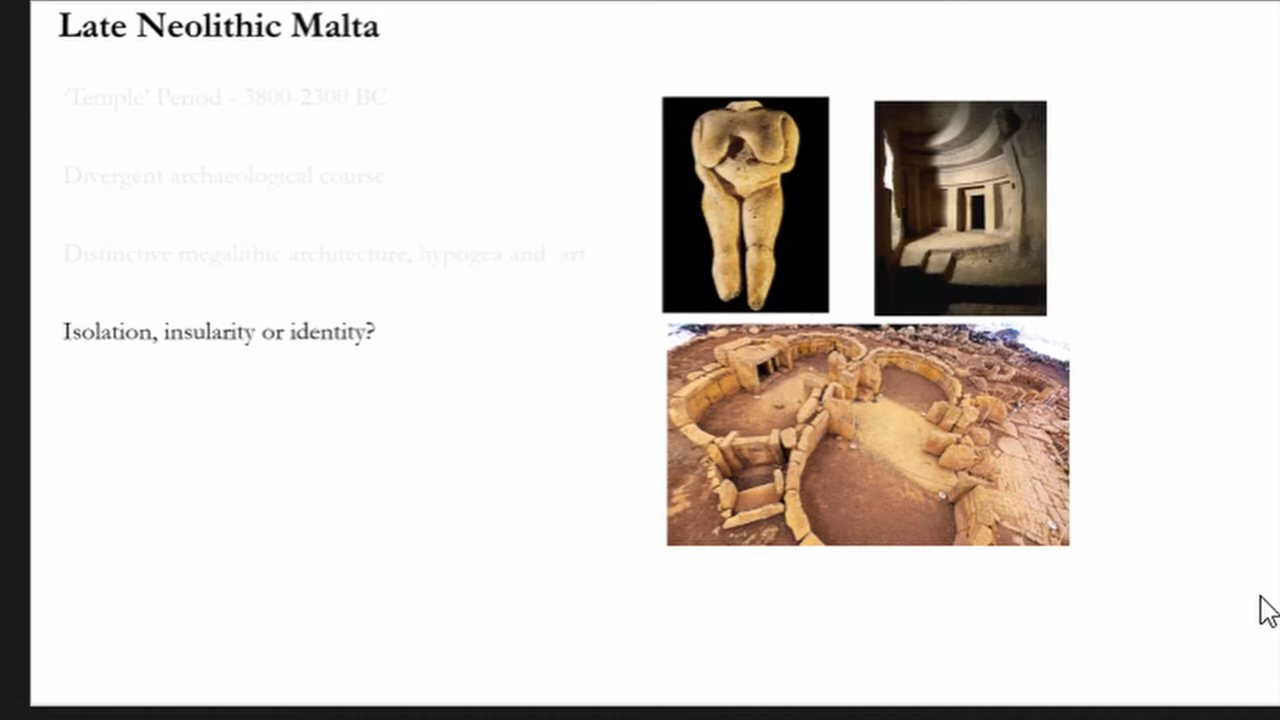 Late Neolithic Malta
'Temple' Period - 3800-2300 BC
Divergent archaeological course
Distinctive megalithic architecture, hypogea and art
Isolation, insularity or identity?